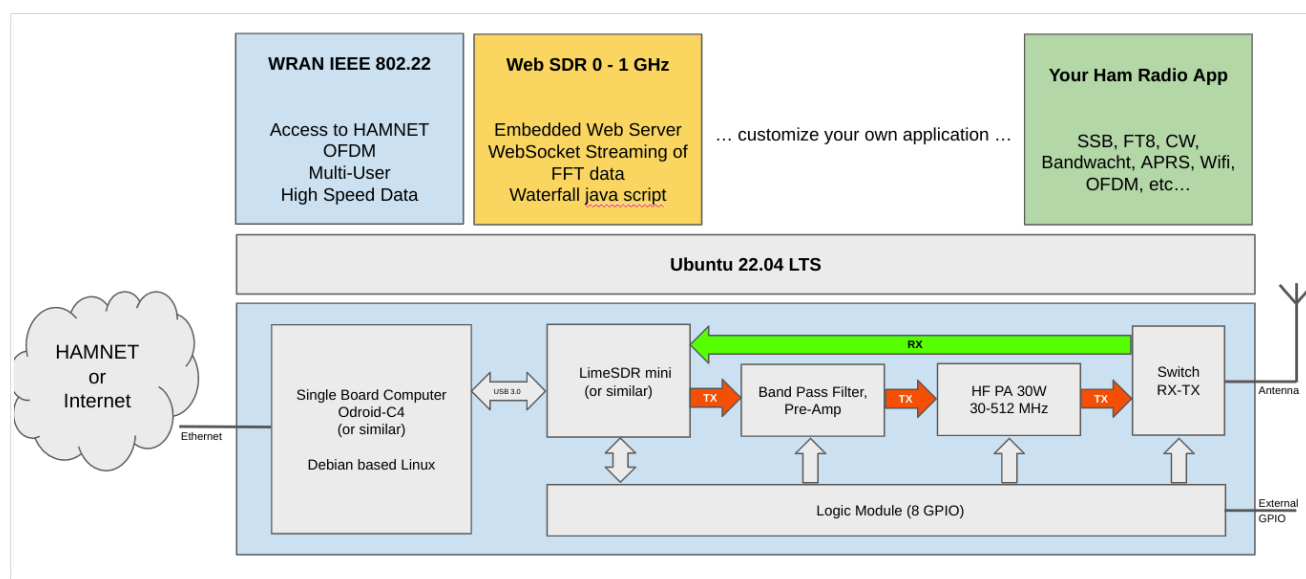 WRAN IEEE 802.22
Access to HAMNET
OFDM
Multi-User
High Speed Data
Web SDR 0 - 1 GHz
Embedded Web Server
WebSocket Streaming of
FFT data
Waterfall java script
… customize your own application …
Your Ham Radio App
SSB, FT8, CW,
Bandwacht, APRS, Wifi,
OFDM, etc…
Ubuntu 22.04 LTS
HAMNET
or
Internet
Ethernet
Single Board Computer
Odroid-C4
(or similar)
Debian based Linux
USB 3.0
LimeSDR mini
(or similar)
RX
TX
Band Pass Filter,
Pre-Amp
TX
HF PA 30W
30-512 MHz
TX
Switch
RX-TX
Antenna
Logic Module (8 GPIO)
External
GPIO